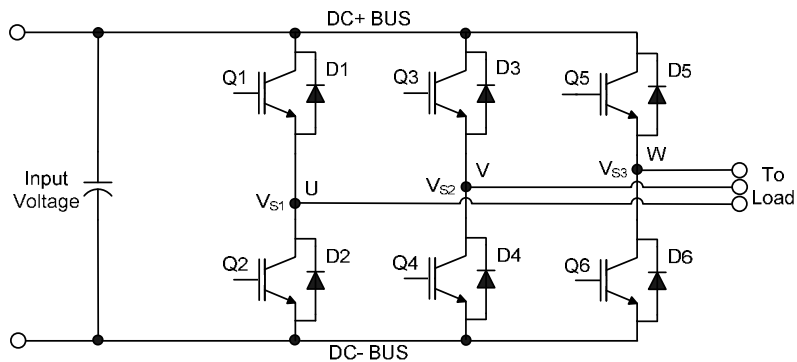 DC+ BUS
Q1
D1
Q3
D3
Q5
D5
Input
Voltage
VS1
U
VS2
V
VS3
W
To
Load
Q2
D2
Q4
D4
Q6
D6
DC- BUS